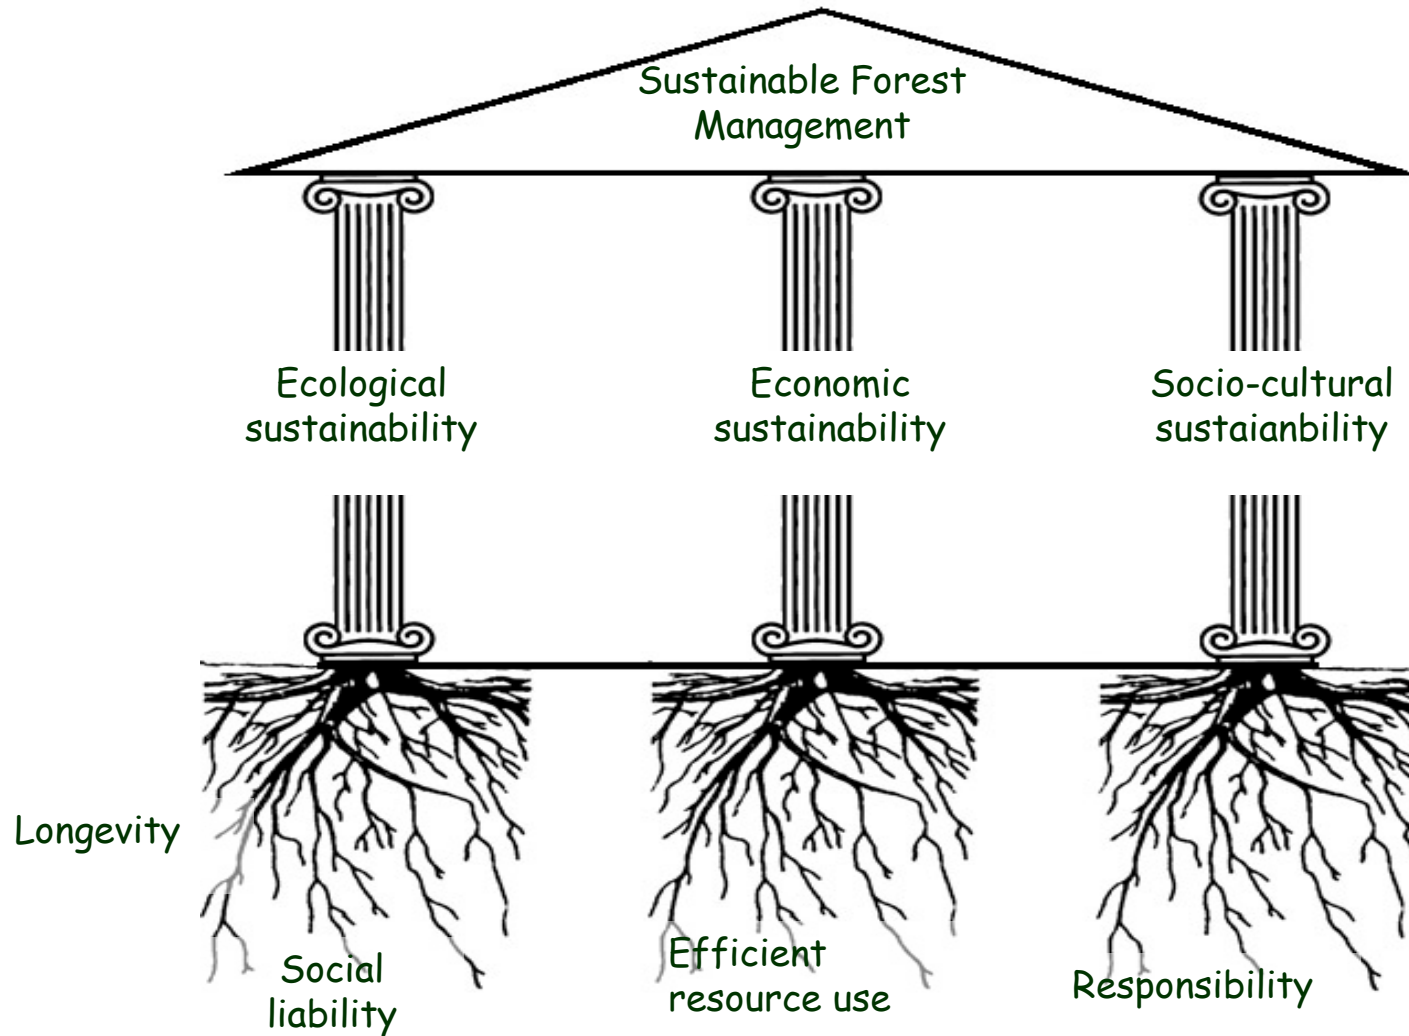 Sustainable Forest
Management
Ecological
sustainability
Economic
sustainability
Socio-cultural
sustaianbility
Longevity
Social
liability
Efficient
resource use
Responsibility